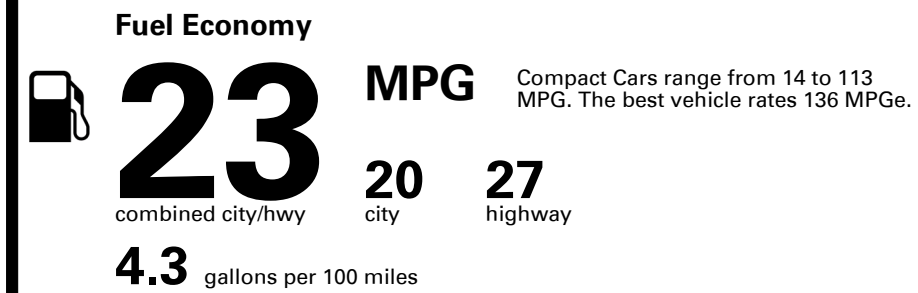 Fuel Economy
23
MPG
Compact Cars range from 14 to 113
MPG. The best vehicle rates 136 MPGe.
20
27
combined city/hwy
city
highway
4.3 gallons per 100 miles